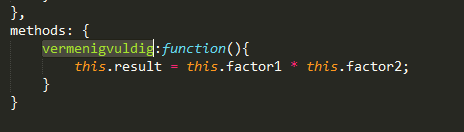 },
methods: {
vermenigvuldig:function(){
this.result = this.factor1 * this.factor2;
}
}